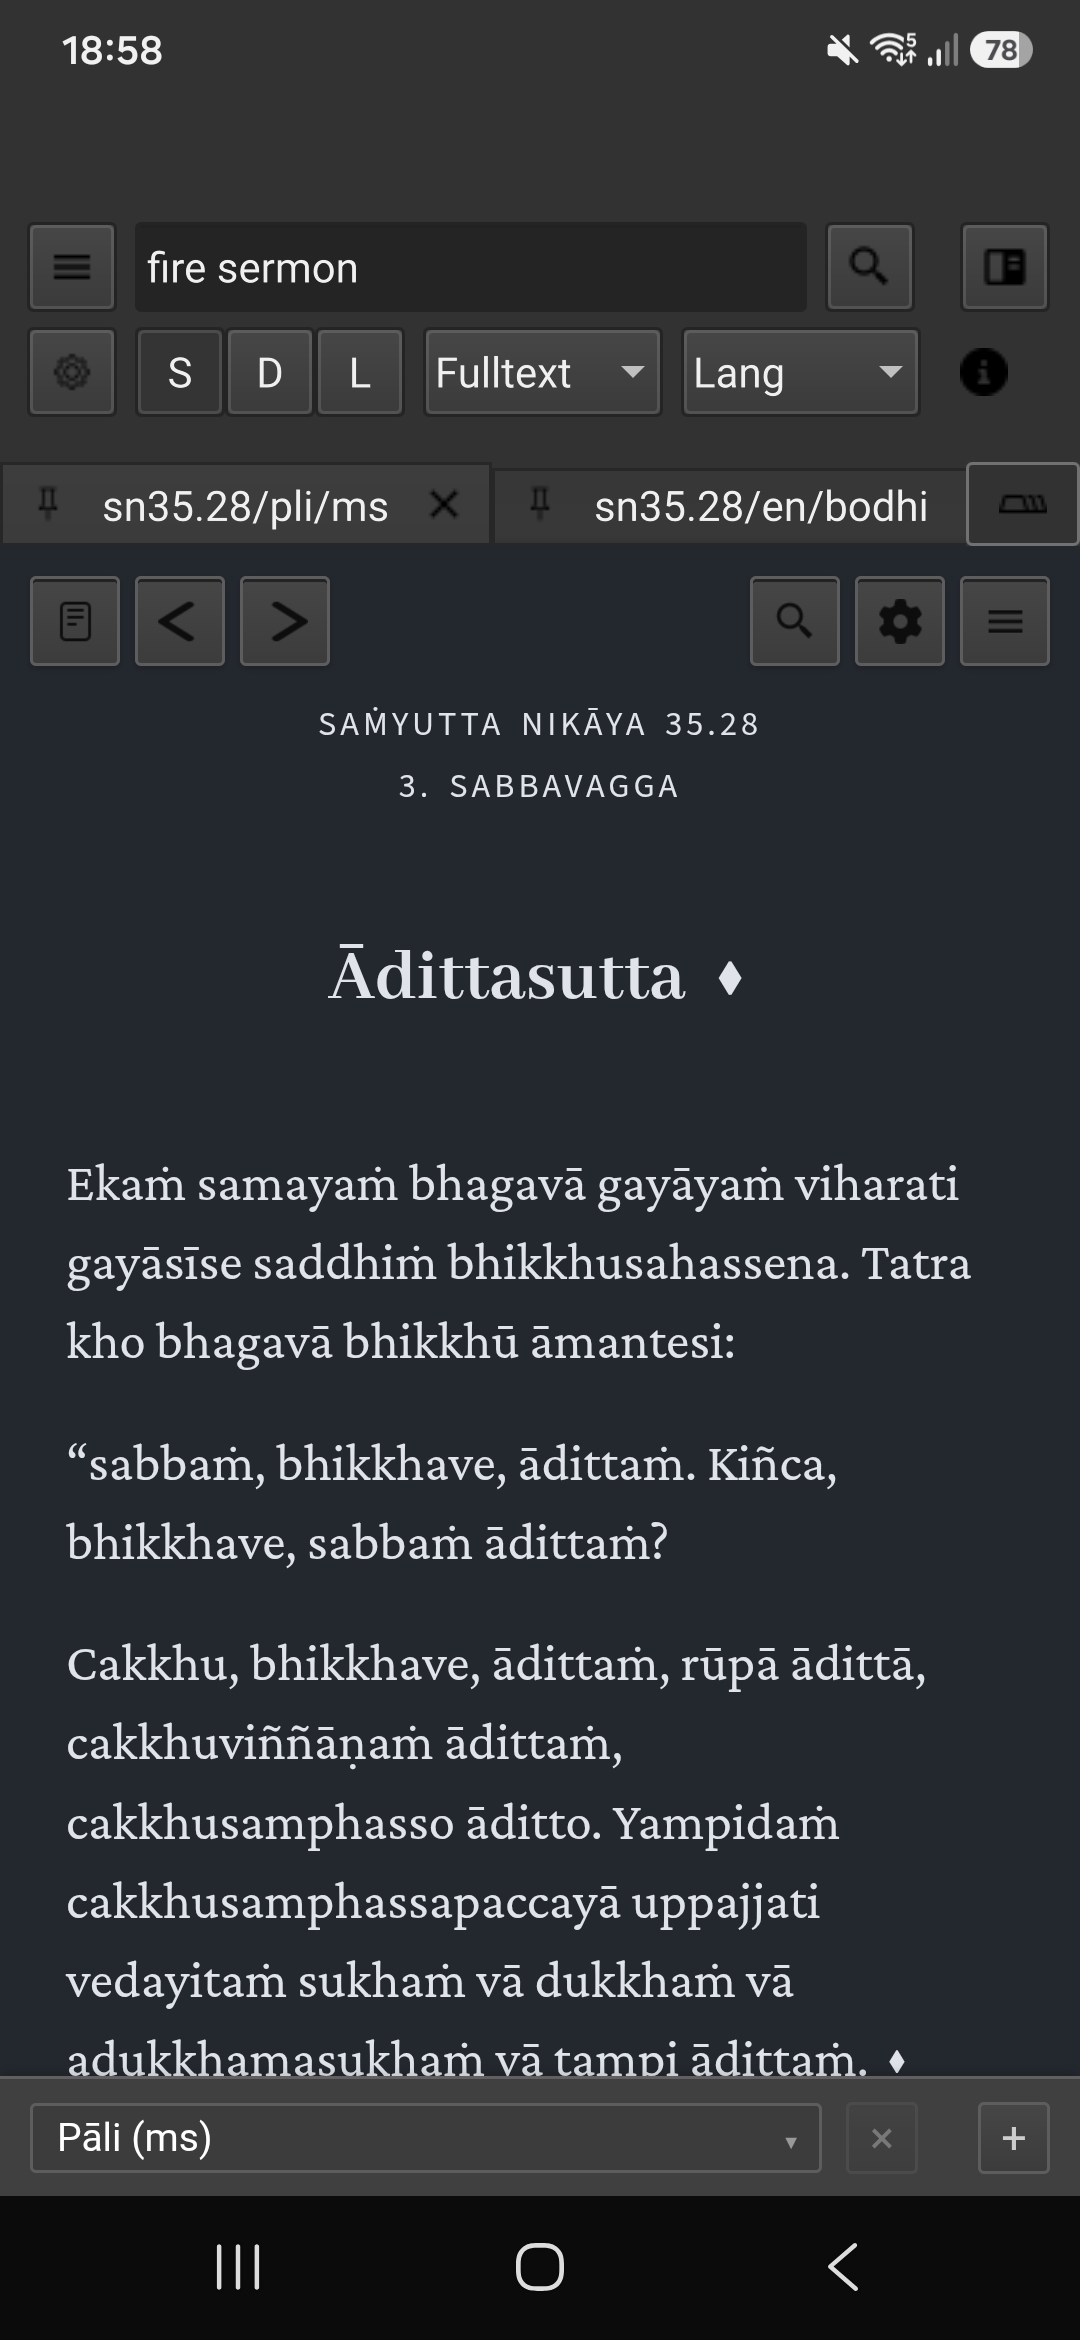 18:58
5
78
fire sermon
S D L Fulltext Lang
sn35.28/pli/ms sn35.28/en/bodhi
SAṀYUTTA NIKĀYA 35.28
3. SABBAVAGGA
Ādittasutta
Ekaṁ samayaṁ bhagavā gayāyaṁ viharati
gayāsīse saddhiṁ bhikkhusahassena. Tatra
kho bhagavā bhikkhū āmantesi:
“sabbaṁ, bhikkhave, ādittaṁ. Kiñca,
bhikkhave, sabbaṁ ādittaṁ?
Cakkhu, bhikkhave, ādittaṁ, rūpā ādittā,
cakkhuviññāṇaṁ ādittaṁ,
cakkhusamphasso āditto. Yampidaṁ
cakkhusamphassapaccayā uppajjati
vedayitaṁ sukhaṁ vā dukkhaṁ vā
adukkhamasukhaṁ vā tampi ādittaṁ.
Pāli (ms)